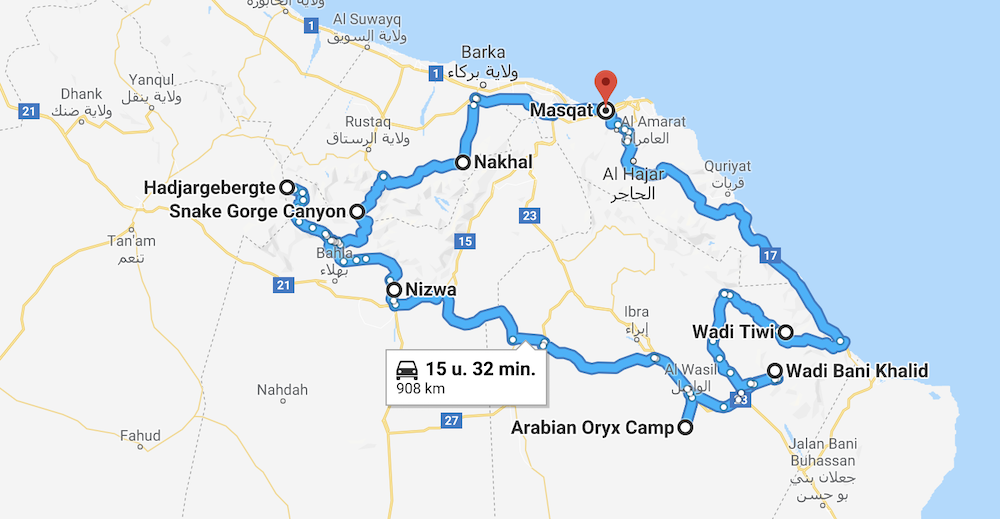 ولاية الخابورة
Al Suwayq
ولاية السويق
1
Barka
ولاية بركاء
1
Yanqul
ولاية ينقل
Dhank
ولاية ضنك
21
Masqat
Al Amarat
العامرات
Rustaq
ولاية الرستاق
Nakhal
Al Hajar
الحاجر
Quriyat
قريات
Hadjargebergte
Snake Gorge Canyon
23
Tan'am
تنعم
15
Bahla
بهلاء
17
21
Nizwa
Ibra
إبراء
Wadi Tiwi
15 u. 32 min.
908 km
Al Wasil
الواصل
Wadi Bani Khalid
Nahdah
27
Arabian Oryx Camp
Fahud
Jalan Bani
Buhassan
جعلان بني
بو حسن